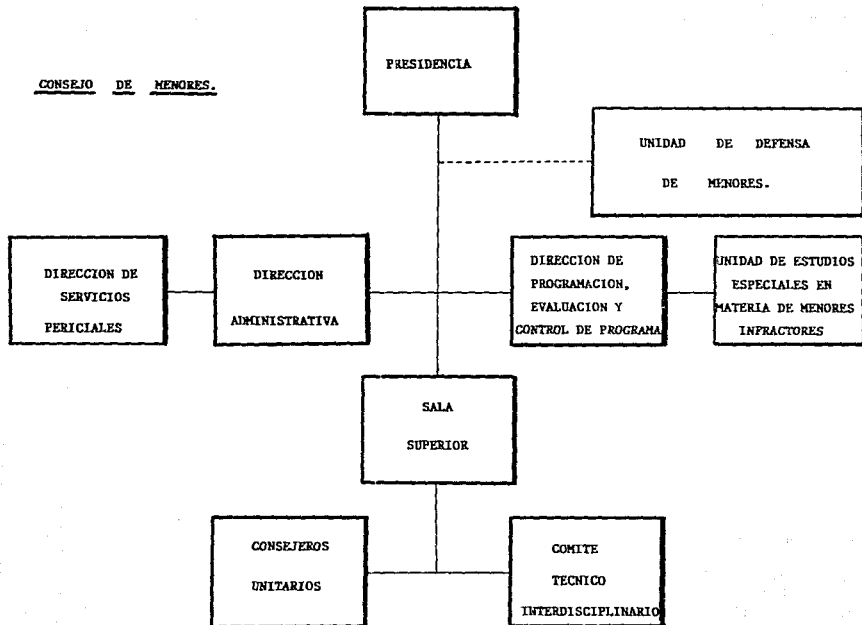 CONSEJO DE MENORES.
PRESIDENCIA
UNIDAD DE DEFENSA
DE MENORES.
DIRECCION DE
SERVICIOS
PERICIALES
DIRECCION
ADMINISTRATIVA
DIRECCION DE
PROGRAMACION,
EVALUACION Y
CONTROL DE PROGRAMA
UNIDAD DE ESTUDIOS
ESPECIALES EN
MATERIA DE MENORES
INFRACTORES
SALA
SUPERIOR
CONSEJEROS
UNITARIOS
COMITE
TECNICO
INTERDISCIPLINARIO